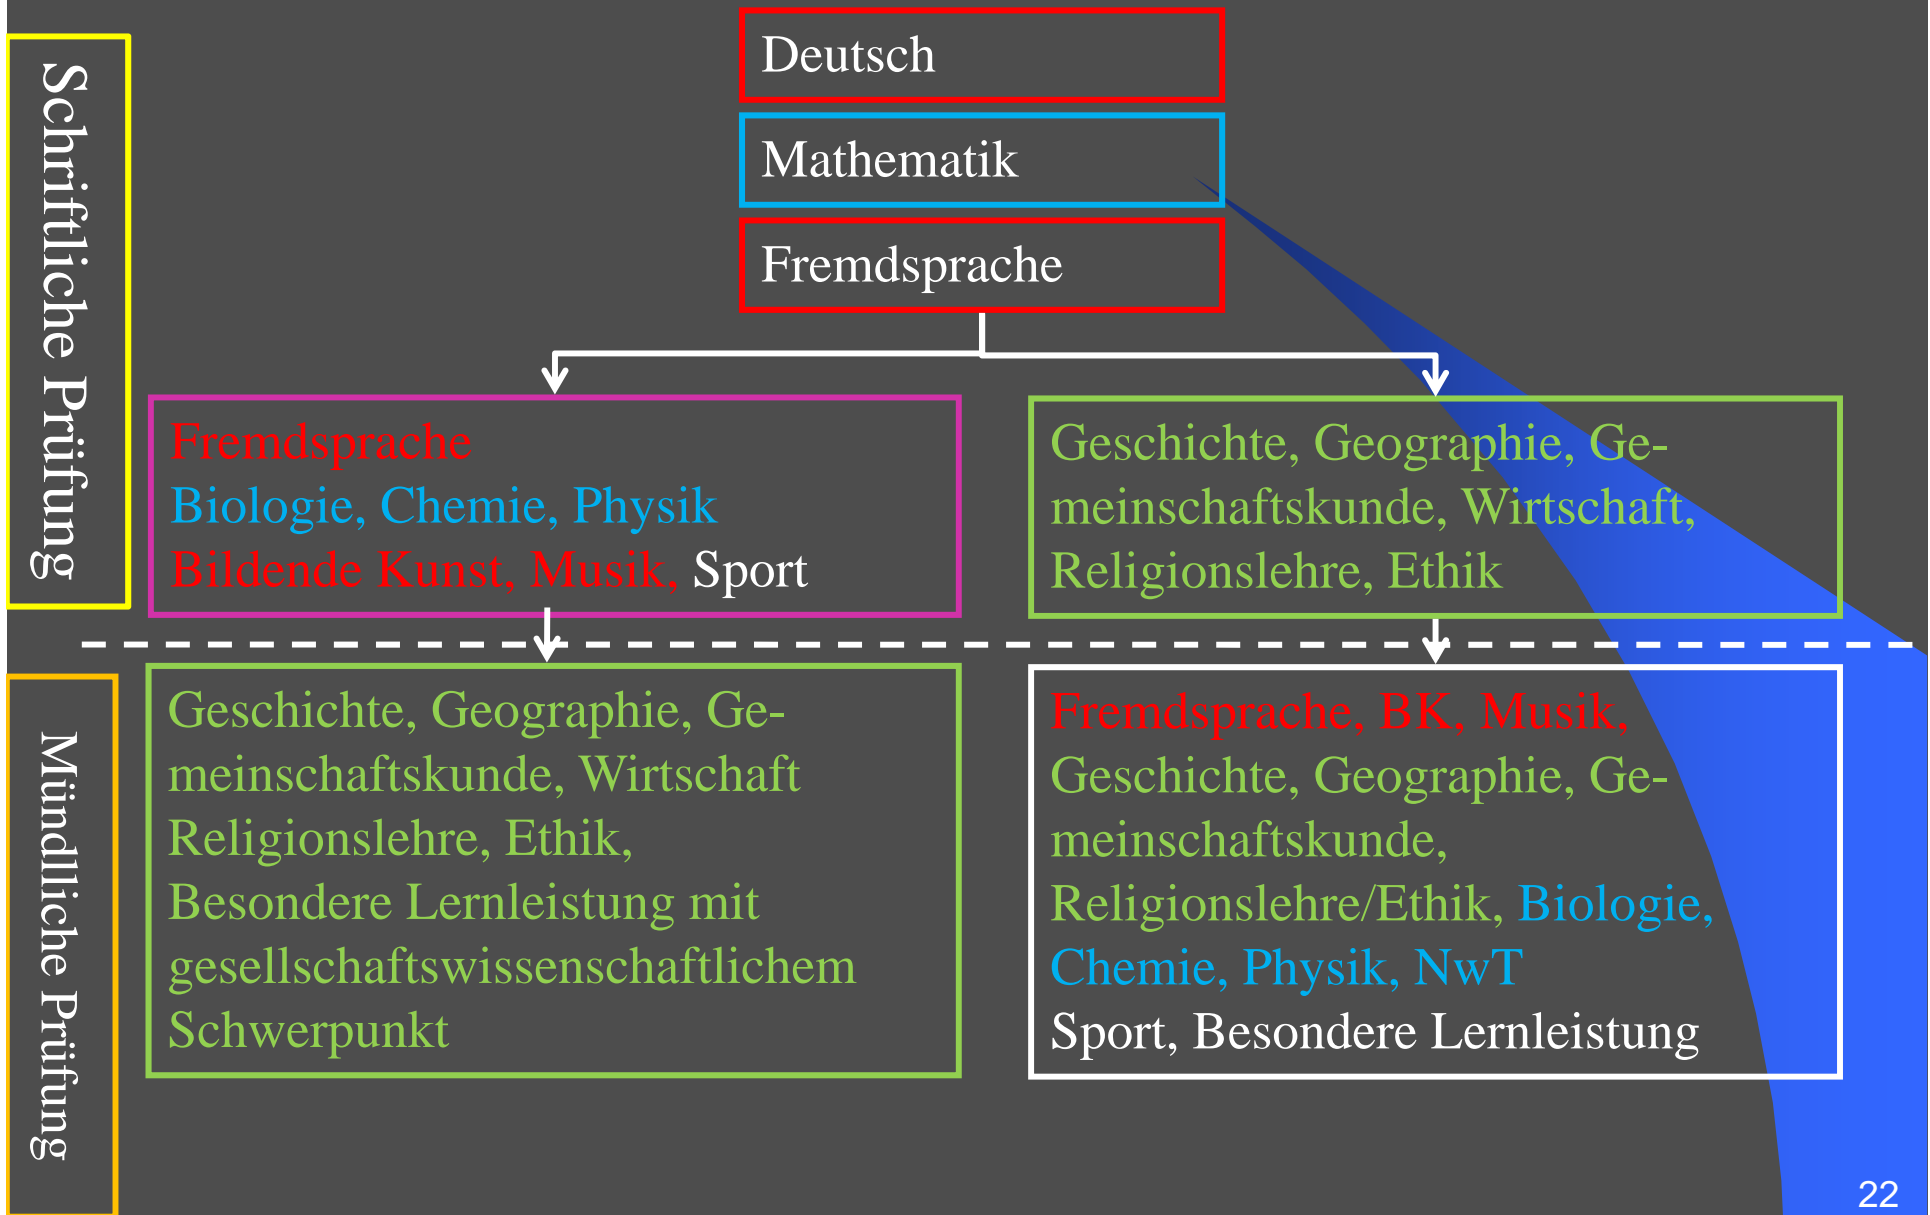 Schriftliche Prüfung
Deutsch
Mathematik
Fremdsprache
Fremdsprache
Biologie, Chemie, Physik
Bildende Kunst, Musik, Sport
Geschichte, Geographie, Ge-
meinschaftskunde, Wirtschaft,
Religionslehre, Ethik
Mündlliche Prüfung
Geschichte, Geographie, Ge-
meinschaftskunde, Wirtschaft
Religionslehre, Ethik,
Besondere Lernleistung mit
gesellschaftswissenschaftlichem
Schwerpunkt
Fremdsprache, BK, Musik,
Geschichte, Geographie, Ge-
meinschaftskunde,
Religionslehre/Ethik, Biologie,
Chemie, Physik, NwT
Sport, Besondere Lernleistung
22